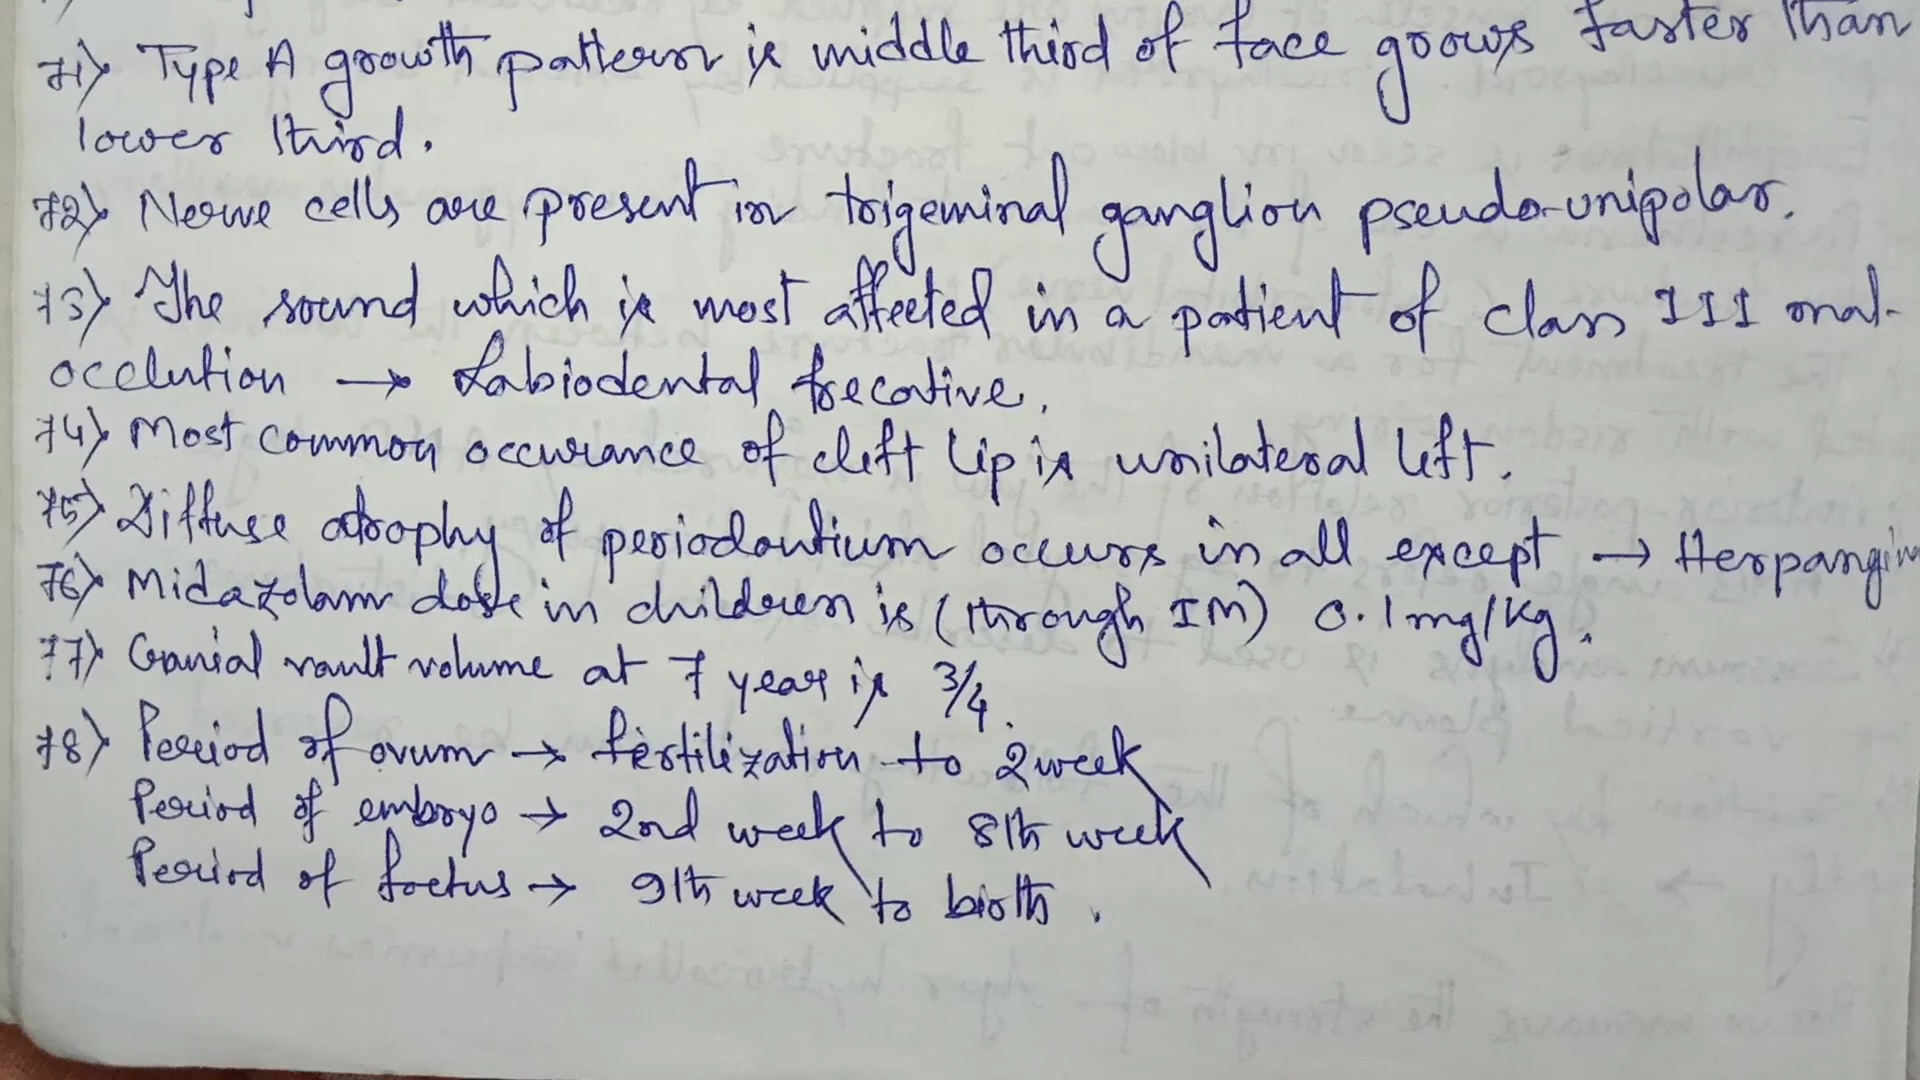 71) Type A growth pattern is middle third of face grows faster than
lower third.
72) Nerve cells are present in trigeminal ganglion pseudo-unipolar.
73) The sound which is most affected in a patient of class III mal-
occlution → Labiodental frecative.
74) Most common occurance of cleft lip is unilateral left.
75) Diffuse atrophy of periodontium occurs in all except → Herpangin
76) Midazolam dose in children is (through IM) 0.1mg/kg.
77) Cranial vault volume at 7 year is 3/4.
78) Period of ovum → fertilization to 2 week
Period of embryo → 2nd week to 8th week
Period of foetus → 9th week to birth.